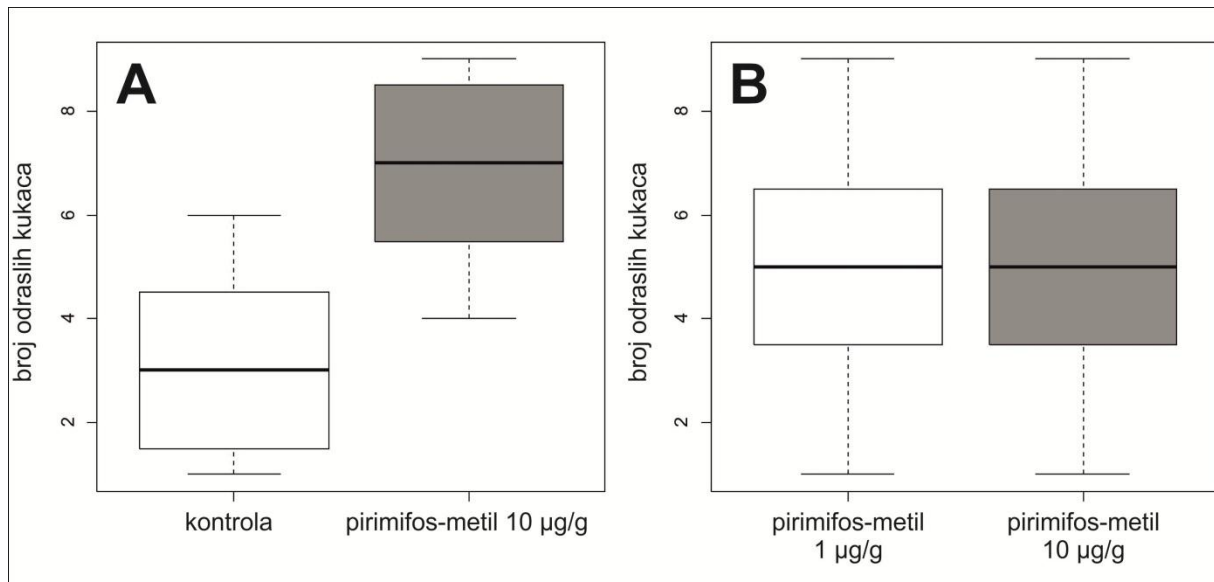 A
broj odraslih kukaca
8
6
4
2
kontrola
pirimifos-metil 10 µg/g
B
broj odraslih kukaca
8
6
4
2
pirimifos-metil
1 µg/g
pirimifos-metil
10 µg/g